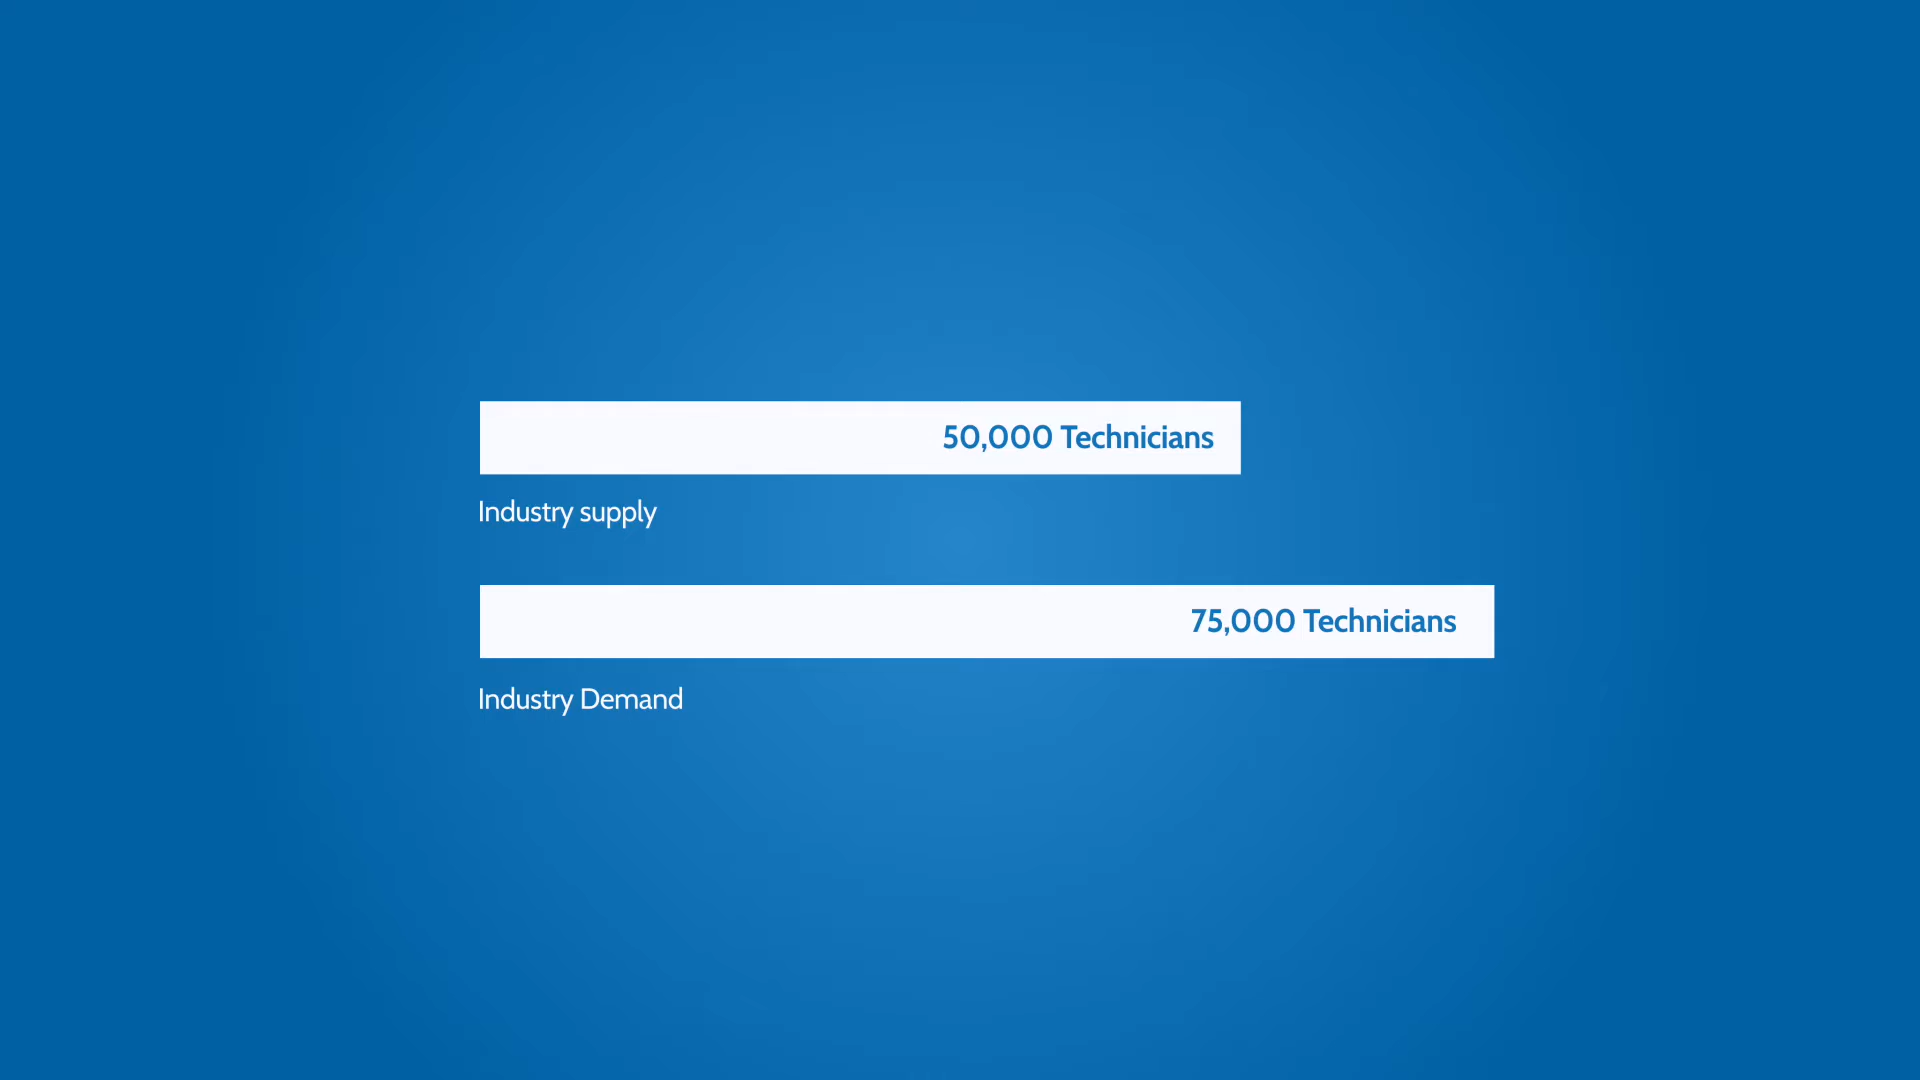 50,000 Technicians
Industry supply
75,000 Technicians
Industry Demand